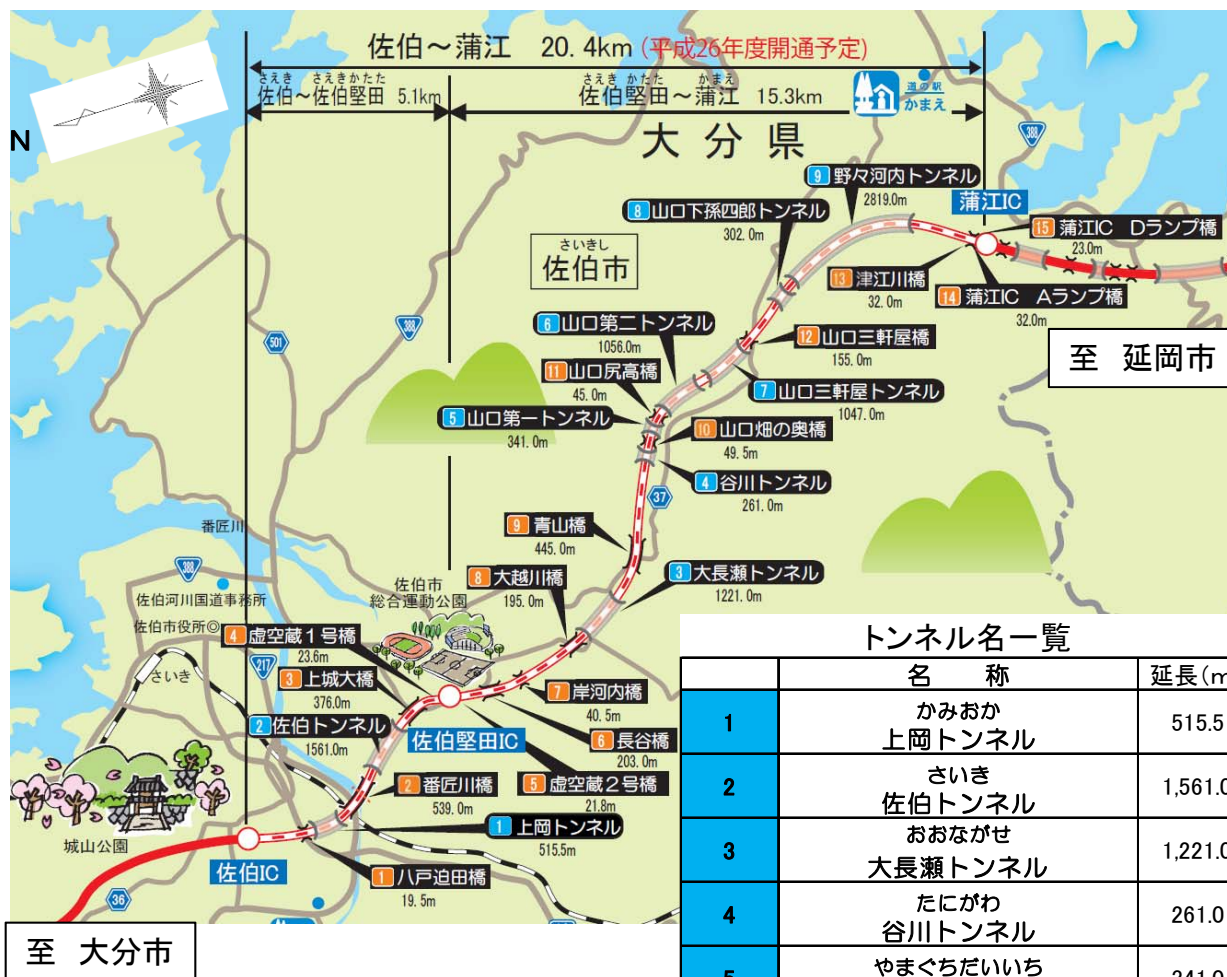 佐伯～蒲江 20.4km (平成26年度開通予定)
さえき さえきかたた
佐伯～佐伯堅田 5.1km
さえき かたた かまえ
佐伯堅田～蒲江 15.3km
道の駅
かまえ
N
大分県
388
9 野々河内トンネル
2819.0m
蒲江IC
8 山口下孫四郎トンネル
302.0m
15 蒲江IC Dランプ橋
23.0m
さいきし
佐伯市
13 津江川橋
32.0m
14 蒲江IC Aランプ橋
32.0m
6 山口第二トンネル
1056.0m
12 山口三軒屋橋
155.0m
至 延岡市
501
388
11 山口尻高橋
45.0m
7 山口三軒屋トンネル
1047.0m
5 山口第一トンネル
341.0m
10 山口畑の奥橋
49.5m
4 谷川トンネル
261.0m
37
番匠川
9 青山橋
445.0m
388
佐伯河川国道事務所
佐伯市
総合運動公園
8 大越川橋
195.0m
3 大長瀬トンネル
1221.0m
佐伯市役所◎
4 虚空蔵1号橋
23.6m
217
さいき
3 上城大橋
376.0m
7 岸河内橋
40.5m
2 佐伯トンネル
1561.0m
佐伯堅田IC
6 長谷橋
203.0m
2 番匠川橋
539.0m
5 虚空蔵2号橋
21.8m
1 上岡トンネル
515.5m
城山公園
佐伯IC
1 八戸迫田橋
19.5m
36
至 大分市
トンネル名一覧
名 称 延長(m
1 かみおか
上岡トンネル 515.5
2 さいき
佐伯トンネル 1,561.0
3 おおながせ
大長瀬トンネル 1,221.0
4 たにがわ
谷川トンネル 261.0
5 やまぐちだいいち 341.0